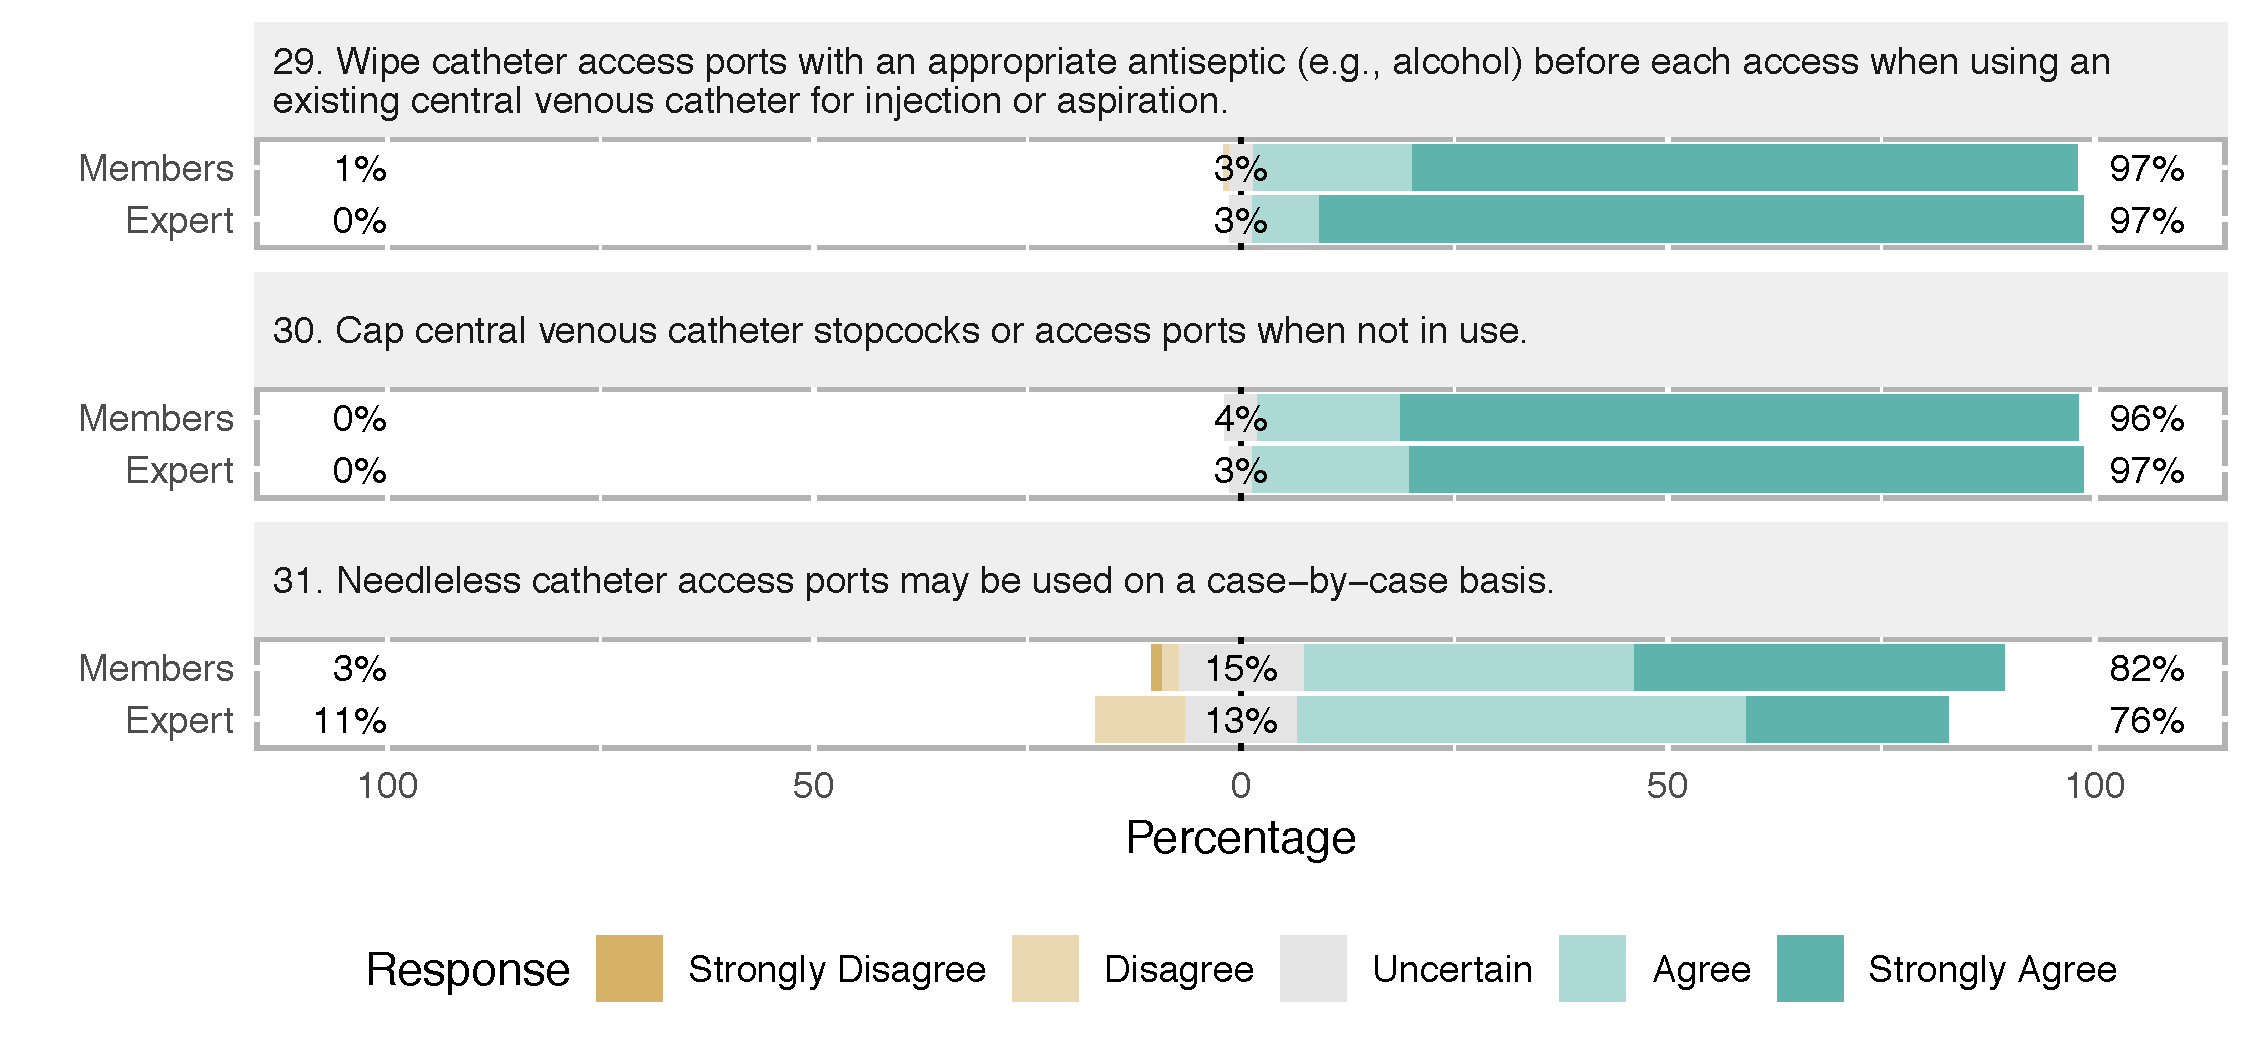 29. Wipe catheter access ports with an appropriate antiseptic (e.g., alcohol) before each access when using an
existing central venous catheter for injection or aspiration.
Members 1% 3% 97%
Expert 0% 3% 97%
30. Cap central venous catheter stopcocks or access ports when not in use.
Members 0% 4% 96%
Expert 0% 3% 97%
31. Needleless catheter access ports may be used on a case–by–case basis.
Members 3% 15% 82%
Expert 11% 13% 76%
100 50 0 50 100
Percentage
Response Strongly Disagree Disagree Uncertain Agree Strongly Agree